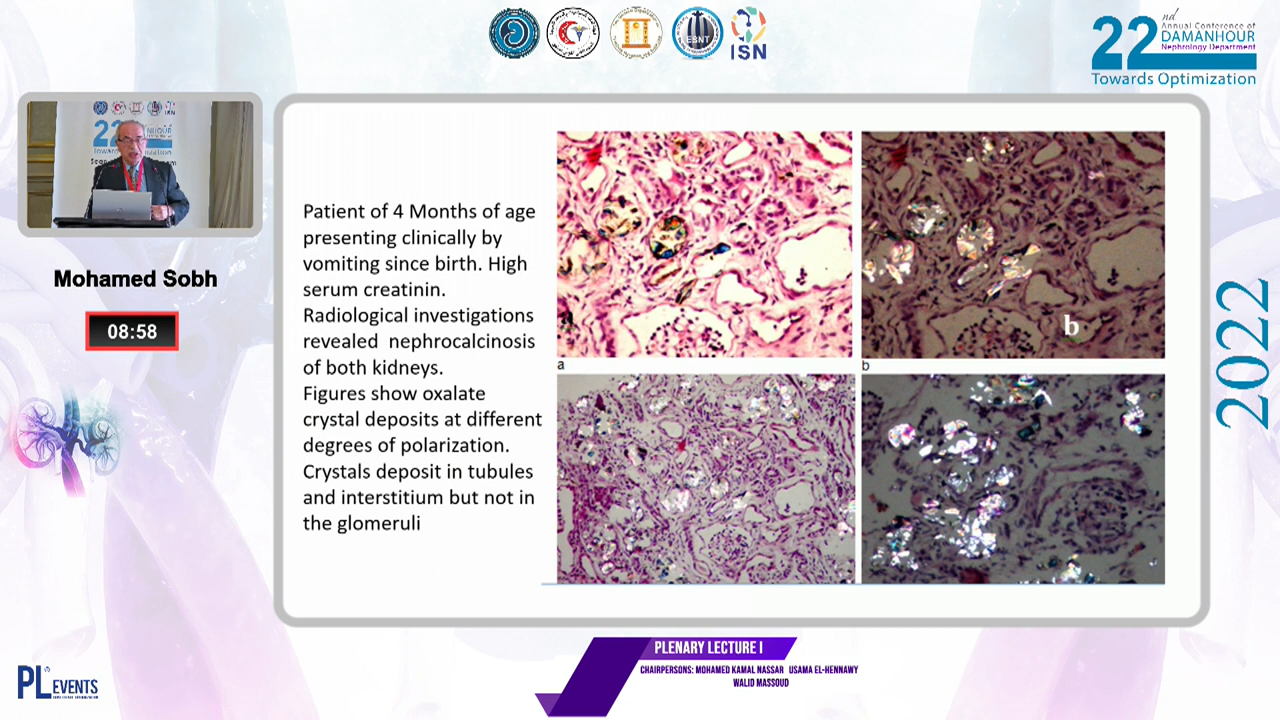 ESNT
ISN
22nd
Annual Conference of
DAMANHOUR
Nephrology Department
Towards Optimization
Mohamed Sobh
08:58
Patient of 4 Months of age
presenting clinically by
vomiting since birth. High
serum creatinin.
Radiological investigations
revealed nephrocalcinosis
of both kidneys.
Figures show oxalate
crystal deposits at different
degrees of polarization.
Crystals deposit in tubules
and interstitium but not in
the glomeruli
a
b
a
b
2022
PLENARY LECTURE I
CHAIRPERSONS: MOHAMED KAMAL NASSAR USAMA EL-HENNAWY
WALID MASSOUD
PL EVENTS